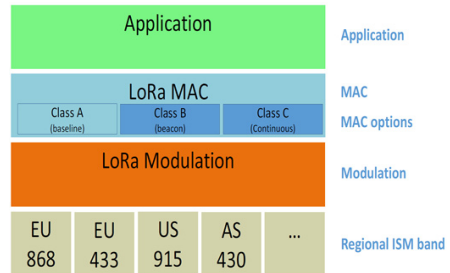 Application
Application
LoRa MAC
MAC
Class A
Class B
Class C
(baseline)
(beacon)
(Continuous)
MAC options
LoRa Modulation
Modulation
EU
EU
US
AS
...
868
433
915
430
Regional ISM band